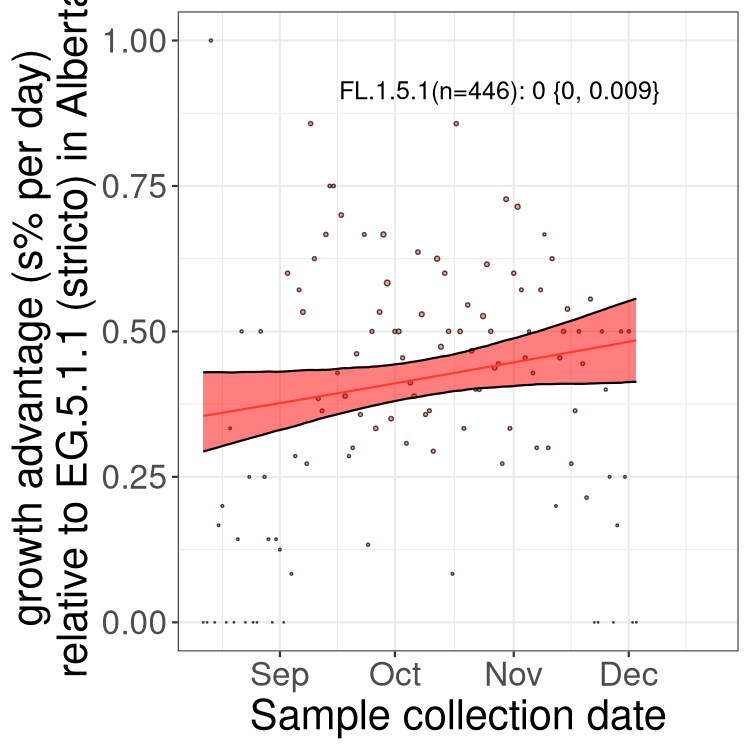 growth advantage (s% per day)
relative to EG.5.1.1 (stricto) in Alberta
1.00
0.75
0.50
0.25
0.00
FL.1.5.1(n=446): 0 {0, 0.009}
Sep Oct Nov Dec
Sample collection date